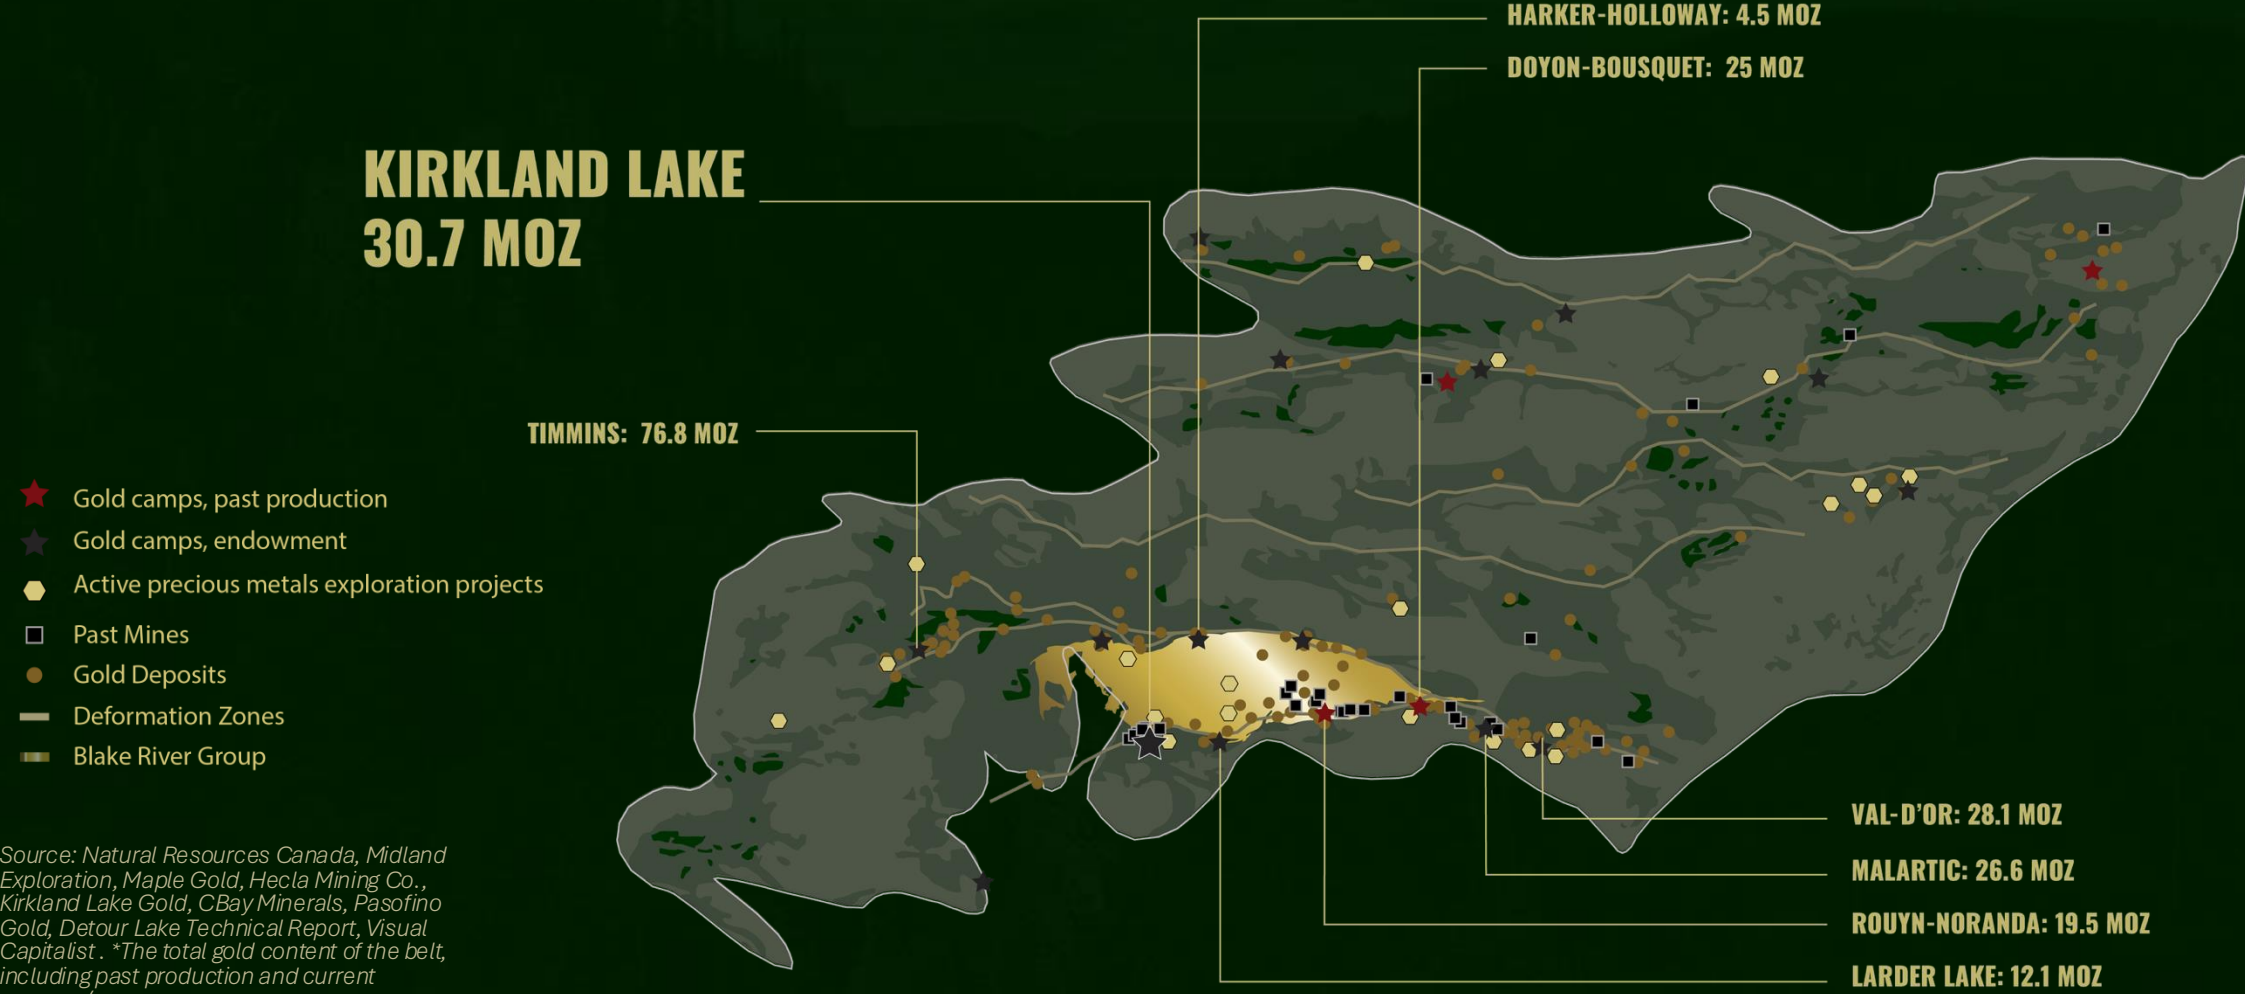 HARKER-HOLLOWAY: 4.5 MOZ
DOYON-BOUSQUET: 25 MOZ
KIRKLAND LAKE
30.7 MOZ
TIMMINS: 76.8 MOZ
Gold camps, past production
Gold camps, endowment
Active precious metals exploration projects
Past Mines
Gold Deposits
Deformation Zones
Blake River Group
Source: Natural Resources Canada, Midland
Exploration, Maple Gold, Hecla Mining Co.,
Kirkland Lake Gold, CBay Minerals, Pasofino
Gold, Detour Lake Technical Report, Visual
Capitalist . *The total gold content of the belt,
including past production and current
VAL-D'OR: 28.1 MOZ
MALARTIC: 26.6 MOZ
ROUYN-NORANDA: 19.5 MOZ
LARDER LAKE: 12.1 MOZ